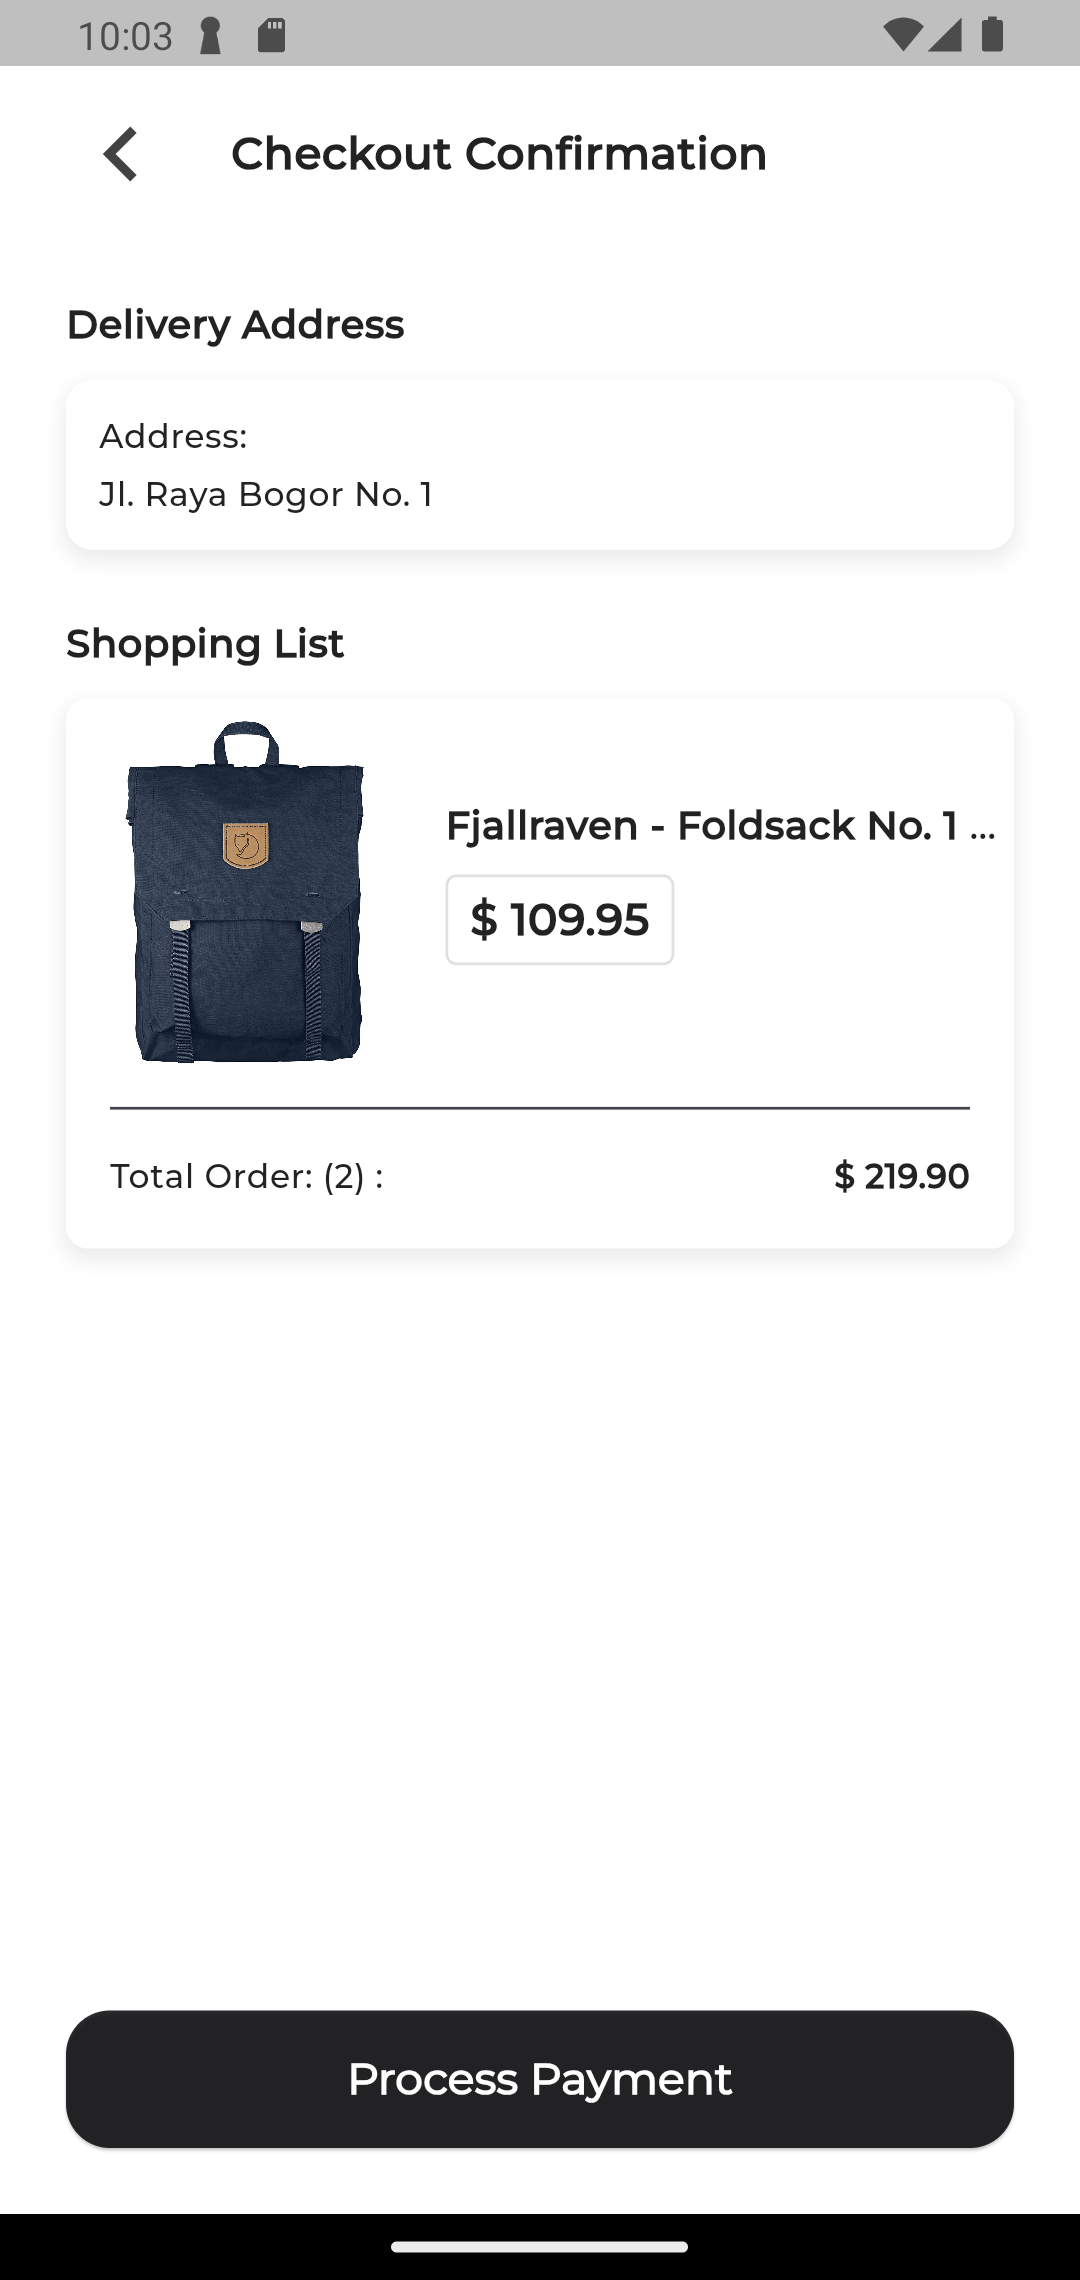 10:03
Checkout Confirmation
Delivery Address
Address:
Jl. Raya Bogor No. 1
Shopping List
Fjallraven - Foldsack No. 1 ...
$ 109.95
Total Order: (2) :
$ 219.90
Process Payment